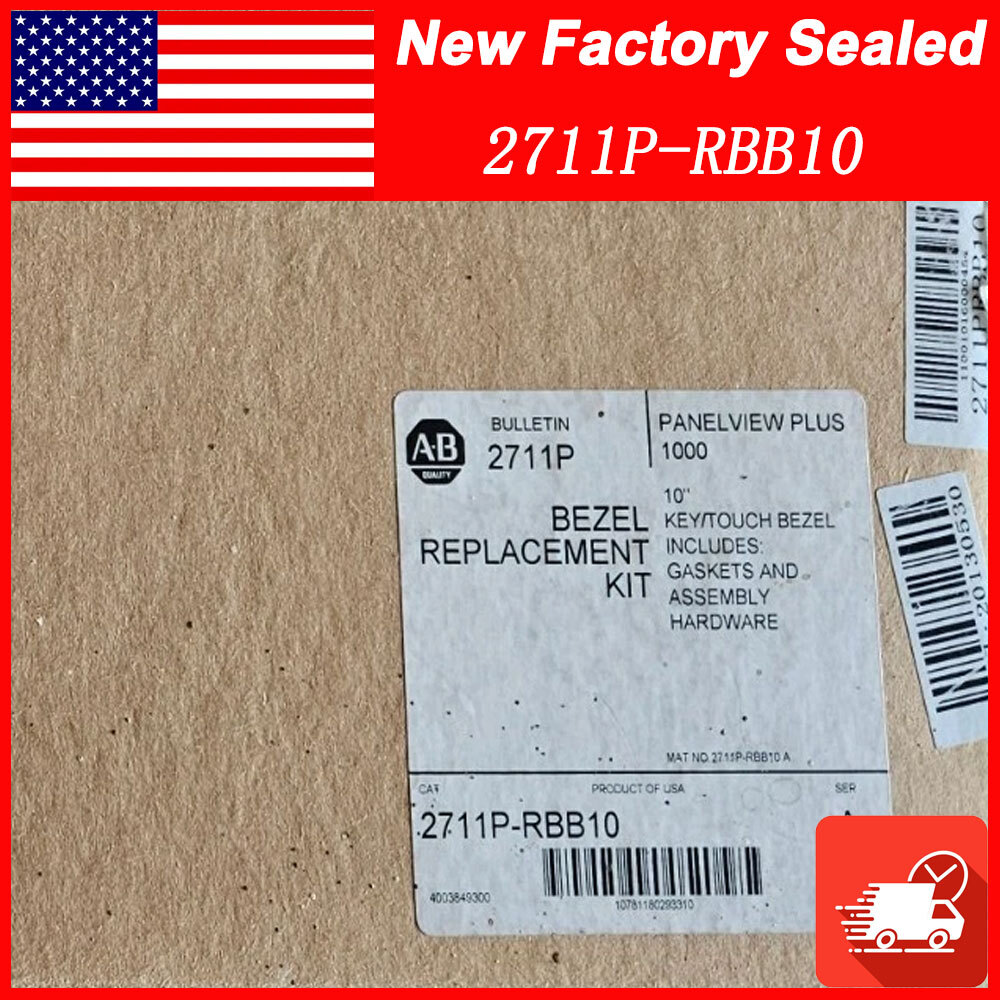 New Factory Sealed
2711P-RBB10
A·B
QUALITY
BULLETIN
2711P
PANELVIEW PLUS
1000
BEZEL
REPLACEMENT
KIT
10"
KEY/TOUCH BEZEL
INCLUDES:
GASKETS AND
ASSEMBLY
HARDWARE
MAT NO 2711P-RBB10 A
CAT
PRODUCT OF USA
SER
2711P-RBB10
4003849300
10781180293310
20130530